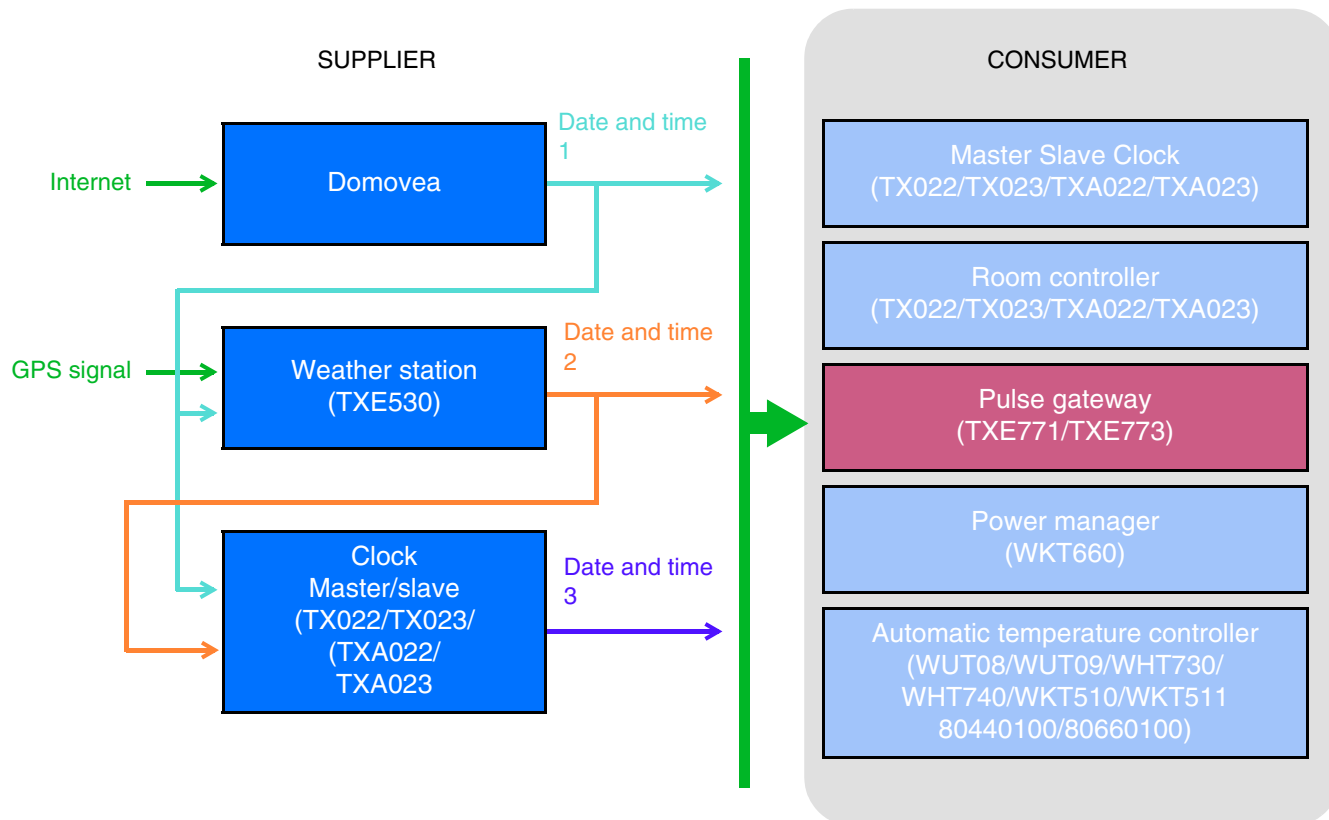 SUPPLIER
CONSUMER
Date and time
1
Internet
Domovea
Date and time
2
GPS signal
Weather station
(TXE530)
Clock
Master/slave
(TX022/TX023/
(TXA022/
TXA023
Date and time
3
Master Slave Clock
(TX022/TX023/TXA022/TXA023)
Room controller
(TX022/TX023/TXA022/TXA023)
Pulse gateway
(TXE771/TXE773)
Power manager
(WKT660)
Automatic temperature controller
(WUT08/WUT09/WHT730/
WHT740/WKT510/WKT511
80440100/80660100)